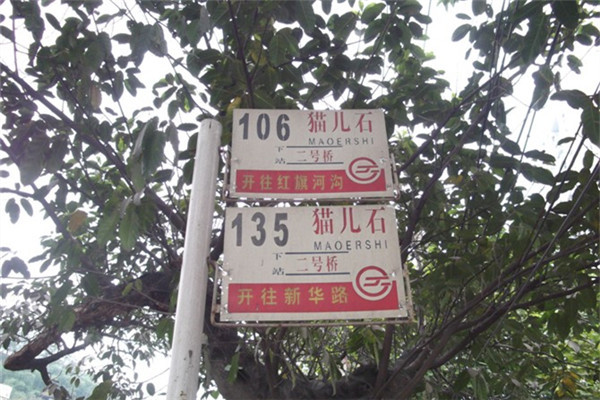 106 猫儿石
MAOERSHI
下站 二号桥
开往红旗河沟
135 猫儿石
MAOERSHI
下站 二号桥
开往新华路